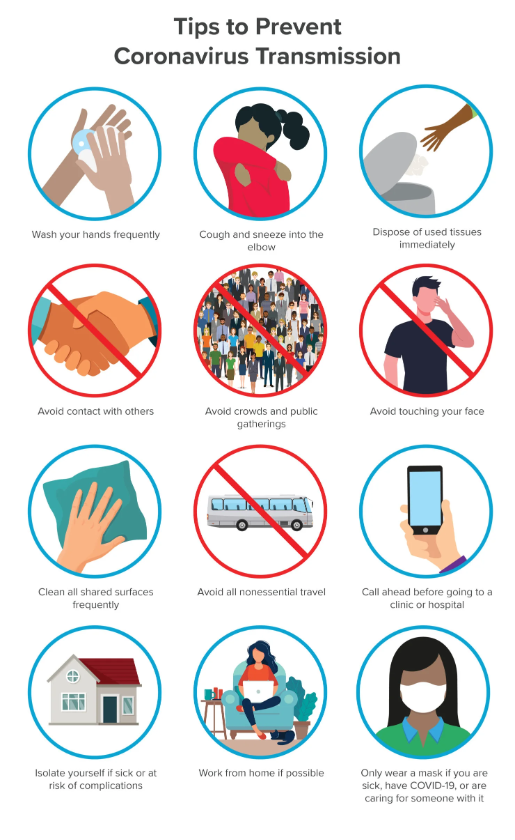 Tips to Prevent
Coronavirus Transmission
Wash your hands frequently
Cough and sneeze into the
elbow
Dispose of used tissues
immediately
Avoid contact with others
Avoid crowds and public
gatherings
Avoid touching your face
Clean all shared surfaces
frequently
Avoid all nonessential travel
Call ahead before going to a
clinic or hospital
Isolate yourself if sick or at
risk of complications
Work from home if possible
Only wear a mask if you are
sick, have COVID-19, or are
caring for someone with it